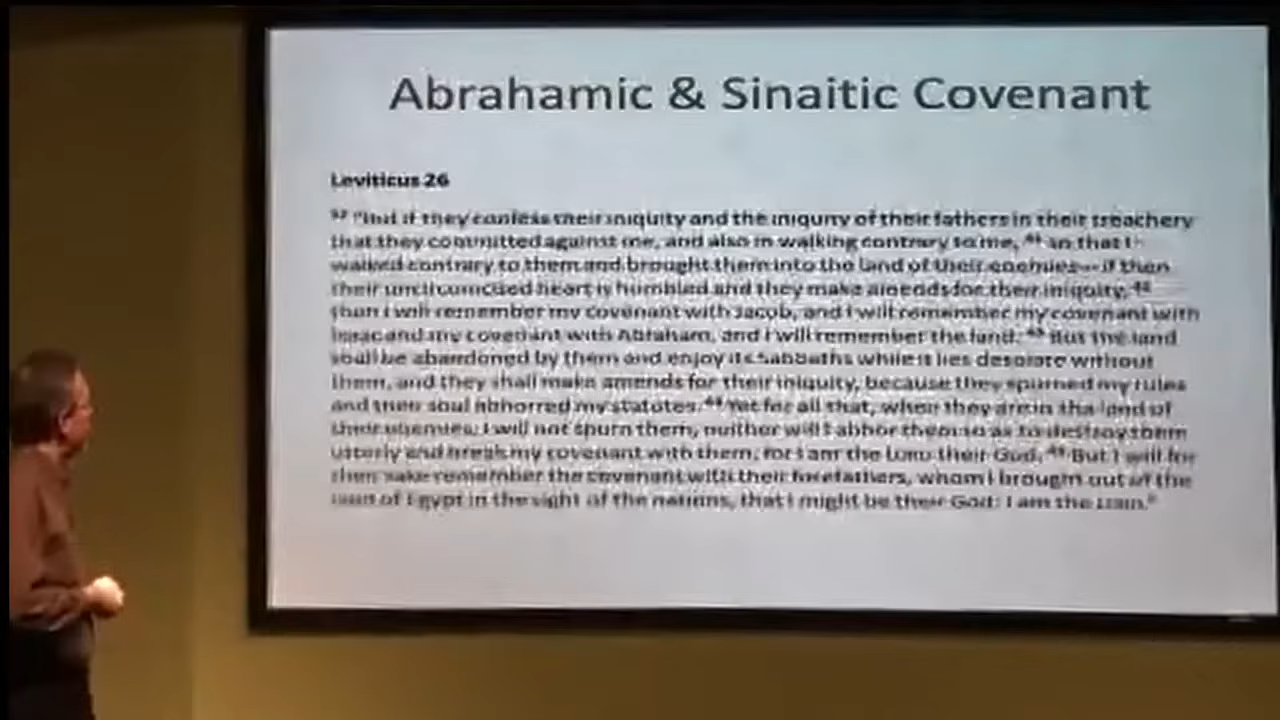 Abrahamic & Sinaitic Covenant
Leviticus 26
"But if they confess their iniquity and the iniquity of their fathers in their treachery
that they committed against me, and also in walking contrary to me, 41 so that I
walked contrary to them and brought them into the land of their enemies—if then
their uncircumcised heart is humbled and they make amends for their iniquity, 42
then I will remember my covenant with Jacob, and I will remember my covenant with
Isaac and my covenant with Abraham, and I will remember the land. 43 But the land
shall be abandoned by them and enjoy its Sabbaths while it lies desolate without
them, and they shall make amends for their iniquity, because they spurned my rules
and their soul abhorred my statutes. 44 Yet for all that, when they are in the land of
their enemies, I will not spurn them, neither will I abhor them so as to destroy them
utterly and break my covenant with them, for I am the LORD their God. 45 But I will for
their sake remember the covenant with their forefathers, whom I brought out of the
land of Egypt in the sight of the nations, that I might be their God: I am the LORD."